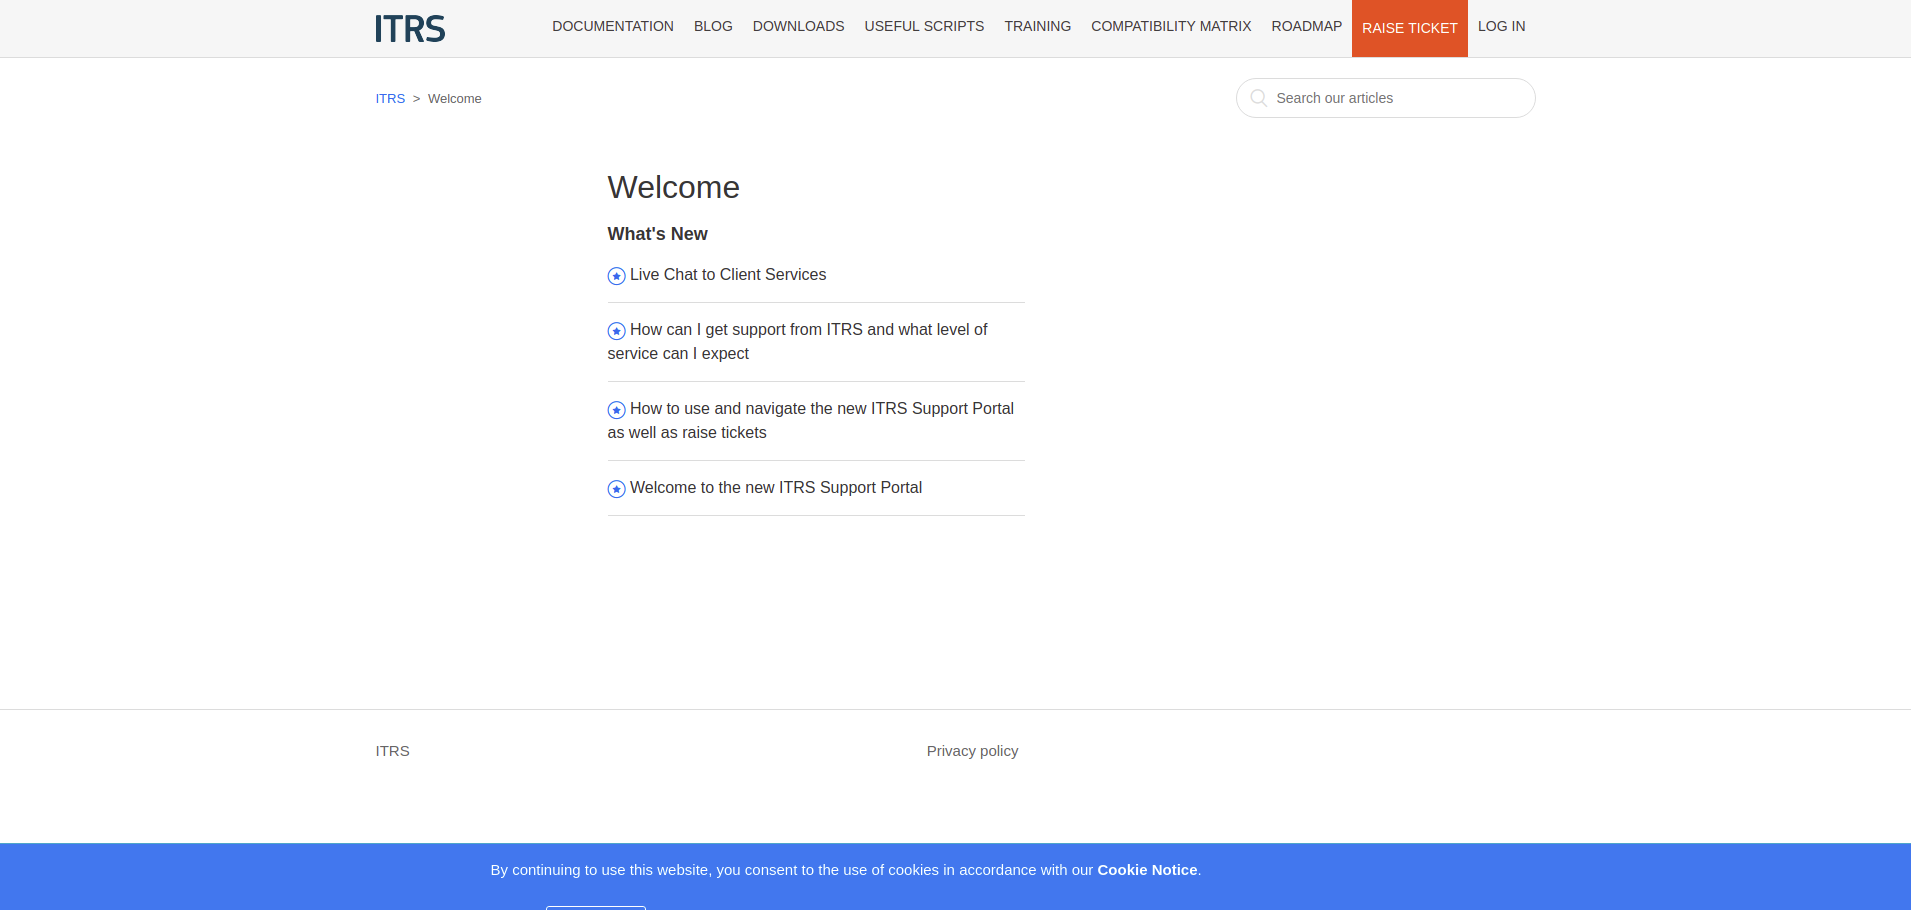 ITRS
DOCUMENTATION BLOG DOWNLOADS USEFUL SCRIPTS TRAINING COMPATIBILITY MATRIX ROADMAP RAISE TICKET LOG IN
ITRS > Welcome
Search our articles
Welcome
What's New
Live Chat to Client Services
How can I get support from ITRS and what level of
service can I expect
How to use and navigate the new ITRS Support Portal
as well as raise tickets
Welcome to the new ITRS Support Portal
ITRS
Privacy policy
By continuing to use this website, you consent to the use of cookies in accordance with our Cookie Notice.